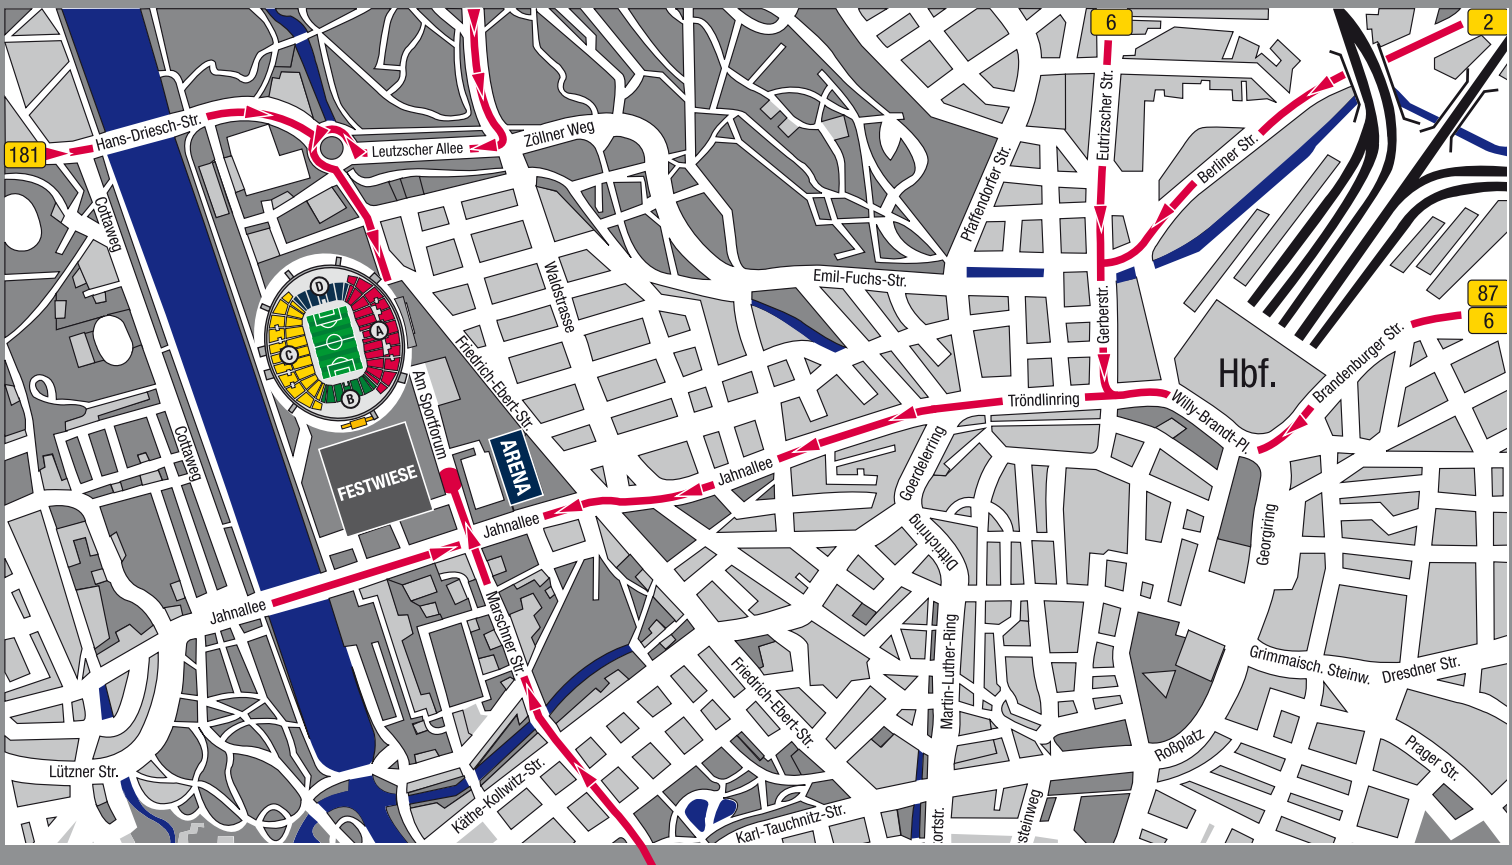 6
2
181
Hans-Driesch-Str.
Leutzscher Allee
Zöllner Weg
Eutrizscher Str.
Berliner Str.
Pfaffendorfer Str.
Cottaweg
Emil-Fuchs-Str.
Waldstrasse
87
6
D
A
C
B
Gerberstr.
Brandenburger Str.
Friedrich-Ebert-Str.
Hbf.
Am Sportforum
Tröndlinring
Willy-Brandt-Pl.
Cottaweg
FESTWIESE
ARENA
Jahnallee
Goerdelerring
Jahnallee
Dittrichring
Georgiring
Jahnallee
Marschner Str.
Martin-Luther-Ring
Grimmaisch. Steinw.
Dresdner Str.
Friedrich-Ebert-Str.
Roßplatz
Prager Str.
Lützner Str.
Käthe-Kollwitz-Str.
Karl-Tauchnitz-Str.
ortstr.
steinweg